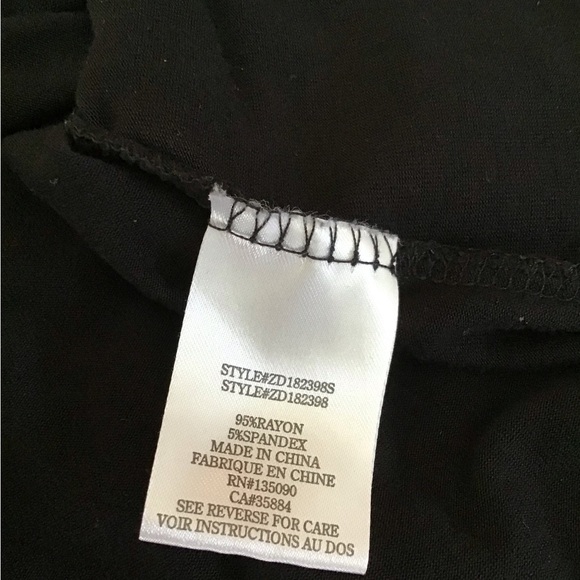 STYLE#ZD182398S
STYLE#ZD182398
95%RAYON
5%SPANDEX
MADE IN CHINA
FABRIQUE EN CHINE
RN#135090
CA#35884
SEE REVERSE FOR CARE
VOIR INSTRUCTIONS AU DOS